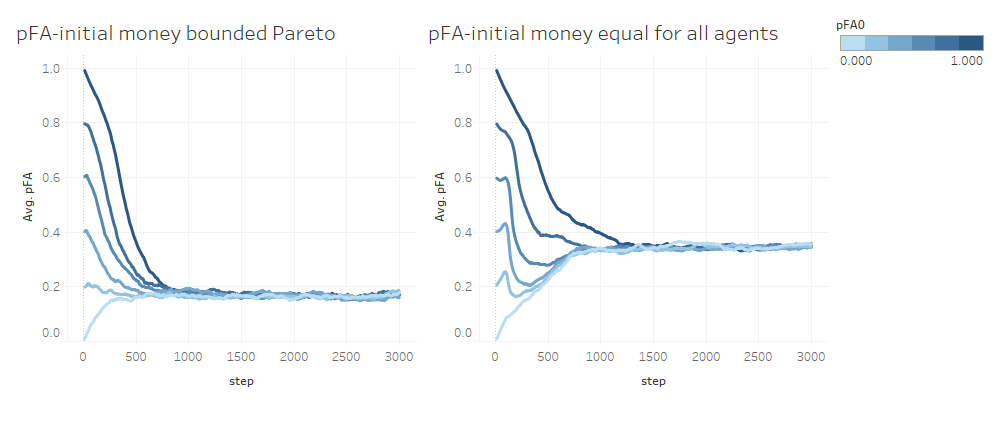 pFA-initial money bounded Pareto
pFA-initial money equal for all agents
pFA0
0.000 1.000
Avg. pFA
1.0
0.8
0.6
0.4
0.2
0.0
0 500 1000 1500 2000 2500 3000
step
Avg. pFA
1.0
0.8
0.6
0.4
0.2
0.0
0 500 1000 1500 2000 2500 3000
step